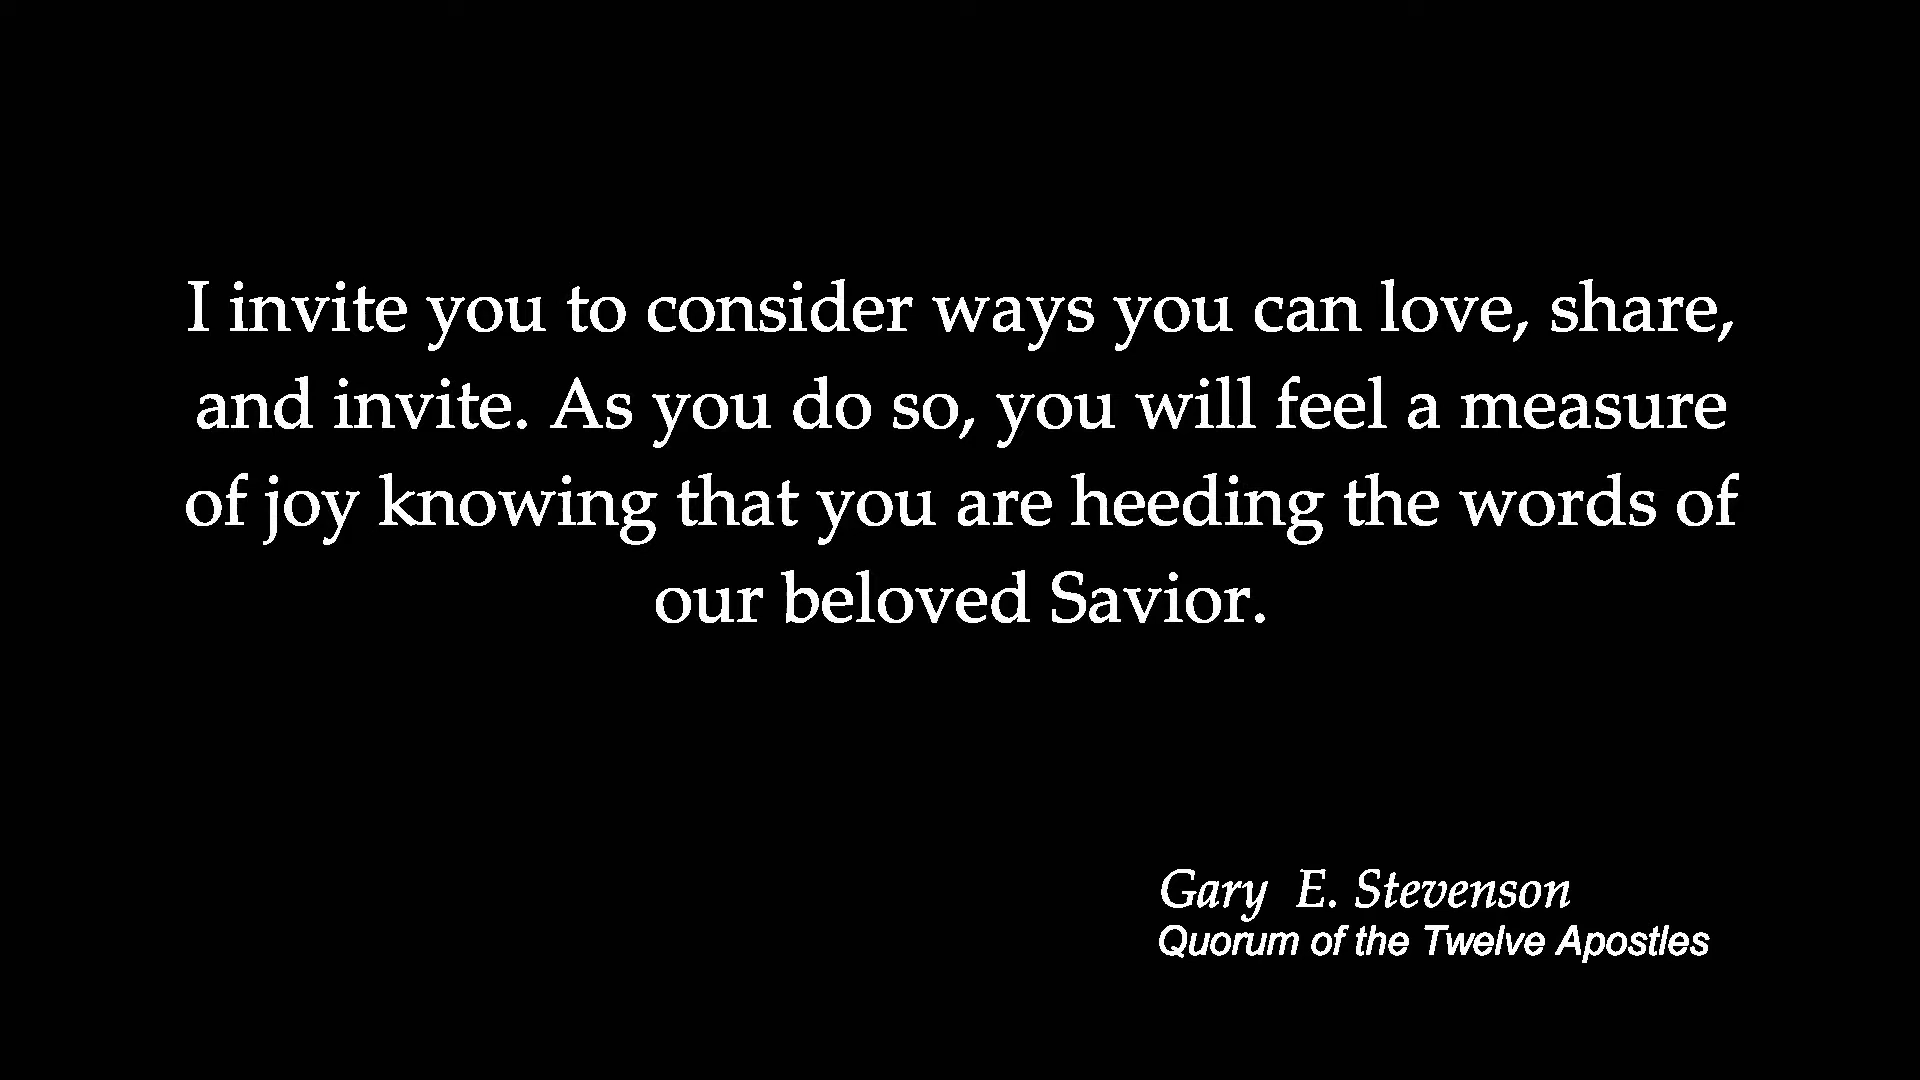 I invite you to consider ways you can love, share,
and invite. As you do so, you will feel a measure
of joy knowing that you are heeding the words of
our beloved Savior.
Gary E. Stevenson
Quorum of the Twelve Apostles